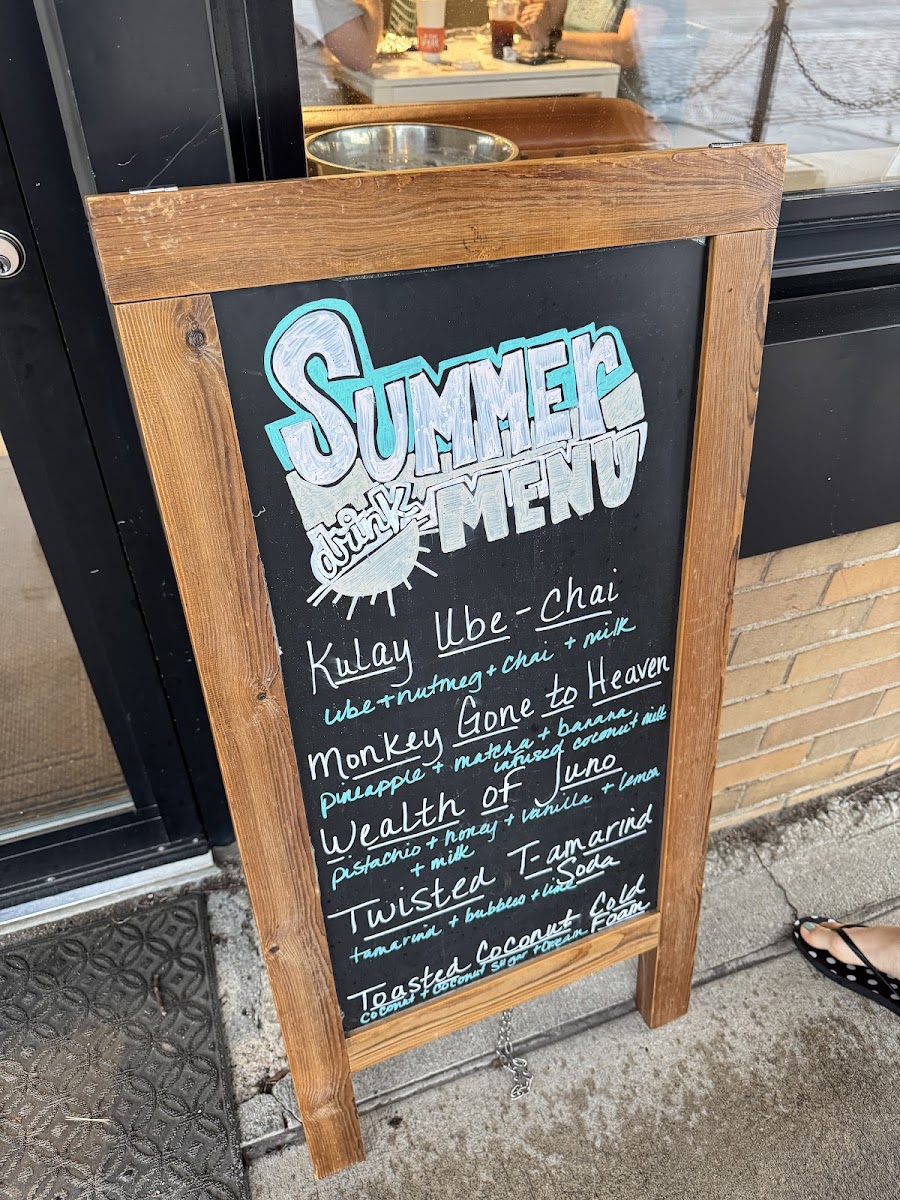 SUMMEr
drink MENU
Kulay Ube-Chai
ube + nutmeg + chai + milk
Monkey Gone to Heaven
pineapple + matcha + banana
infused coconut milk
Wealth of Juno
pistachio + honey + vanilla + lemon
+ milk
Twisted Tamarind
Soda
tamarind + bubbles + lime
Toasted Coconut Cold
Foam
coconut + coconut sugar + cream